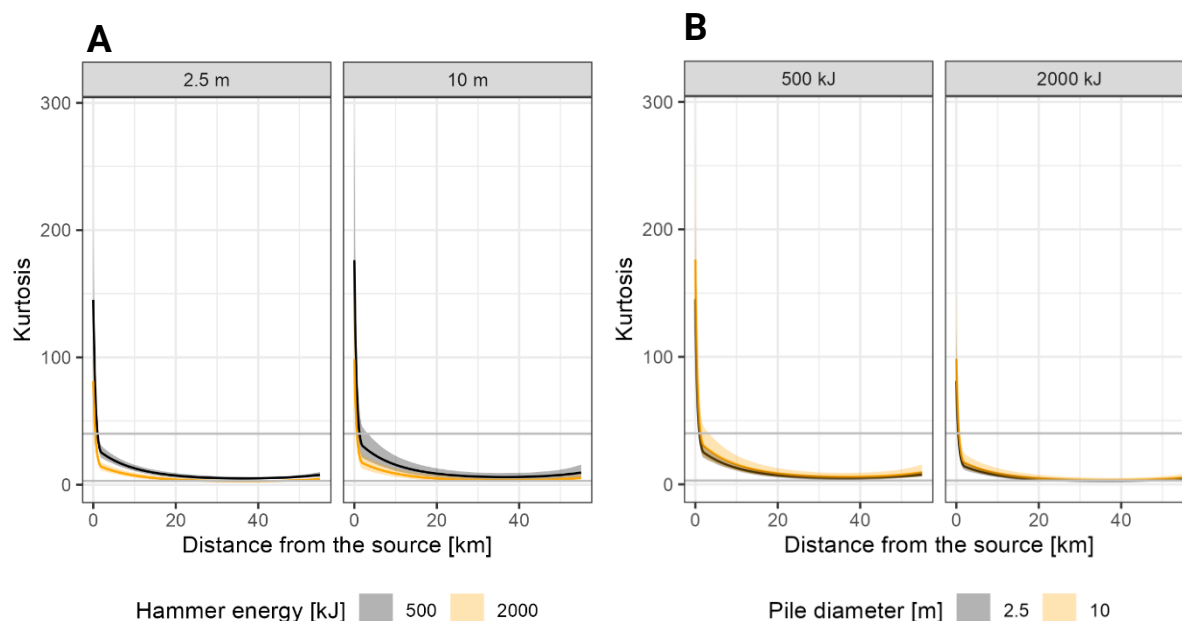 A
B
2.5 m
10 m
500 kJ
2000 kJ
300
200
100
0
Kurtosis
0
20
40
0
20
40
Distance from the source [km]
300
200
100
0
Kurtosis
0
20
40
0
20
40
Distance from the source [km]
Hammer energy [kJ] 500 2000
Pile diameter [m] 2.5 10